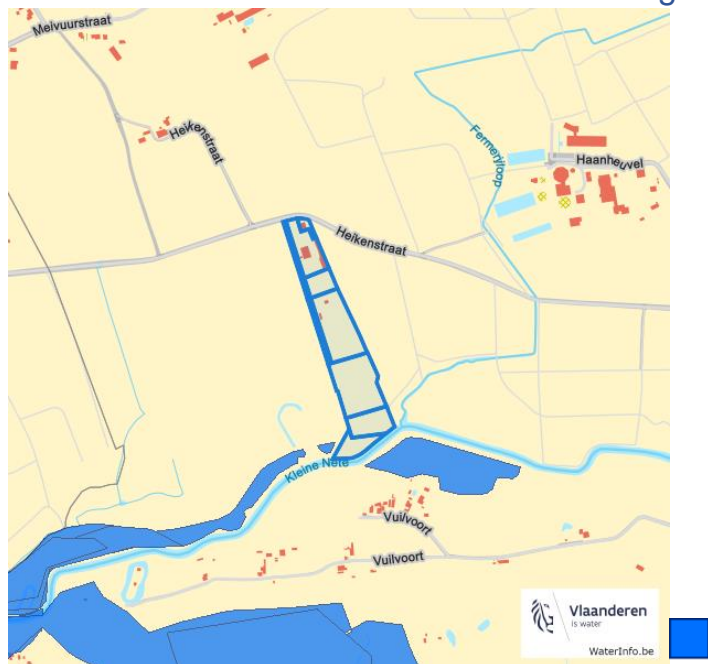 Melvuurstraat
Heikenstraat
Fermerijloop
Haanheuvel
Heikenstraat
Kleine Nete
Vuilvoort
Vuilvoort
Vlaanderen
is water
WaterInfo.be